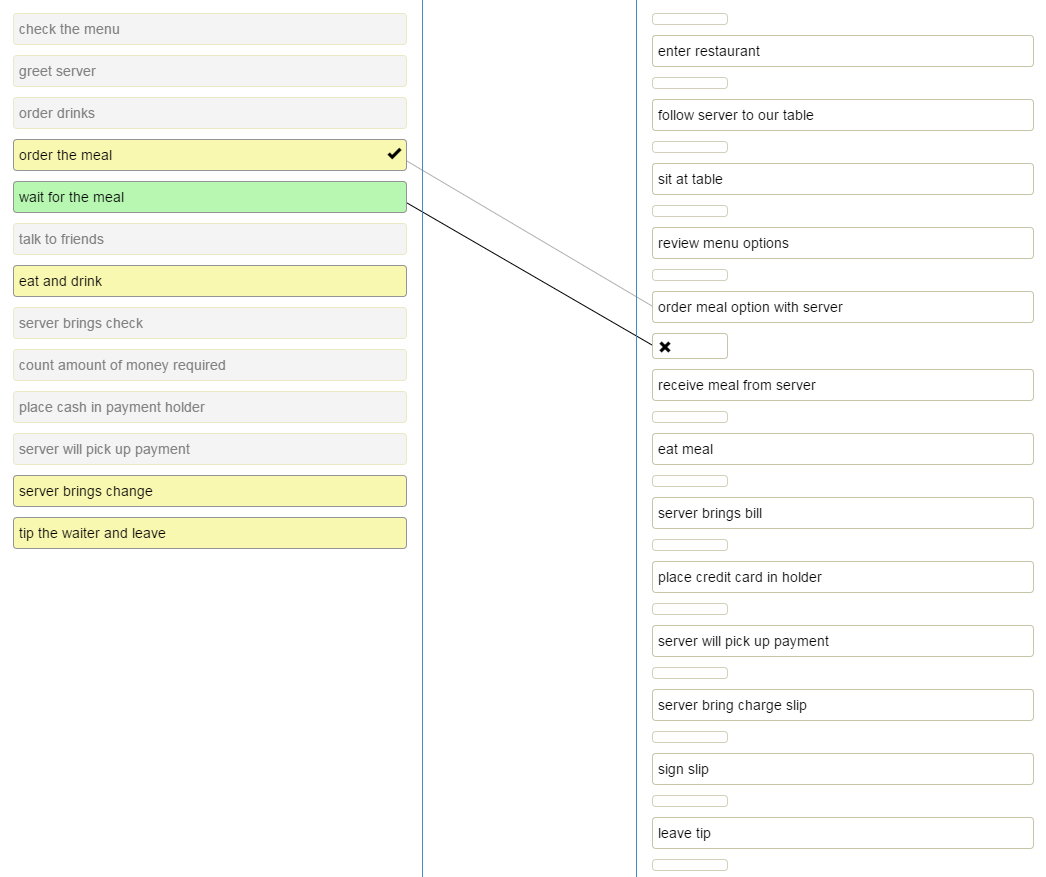 check the menu
greet server
order drinks
order the meal
wait for the meal
talk to friends
eat and drink
server brings check
count amount of money required
place cash in payment holder
server will pick up payment
server brings change
tip the waiter and leave
enter restaurant
follow server to our table
sit at table
review menu options
order meal option with server
receive meal from server
eat meal
server brings bill
place credit card in holder
server will pick up payment
server bring charge slip
sign slip
leave tip